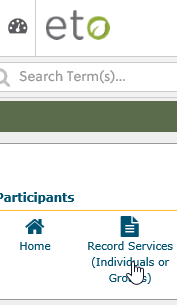 eto
Search Term(s)...
Participants
Home
Record Services
(Individuals or
Groups)